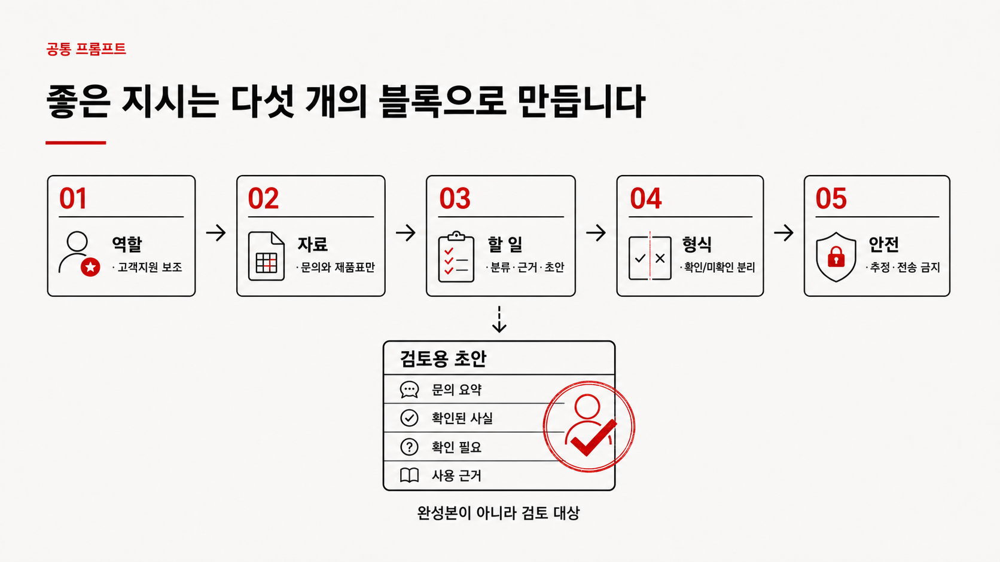 공통 프롬프트
좋은 지시는 다섯 개의 블록으로 만듭니다
01
역할
· 고객지원 보조
02
자료
· 문의와 제품표만
03
할 일
· 분류 · 근거 · 초안
04
형식
· 확인/미확인 분리
05
안전
· 추정 · 전송 금지
검토용 초안
문의 요약
확인된 사실
확인 필요
사용 근거
완성본이 아니라 검토 대상